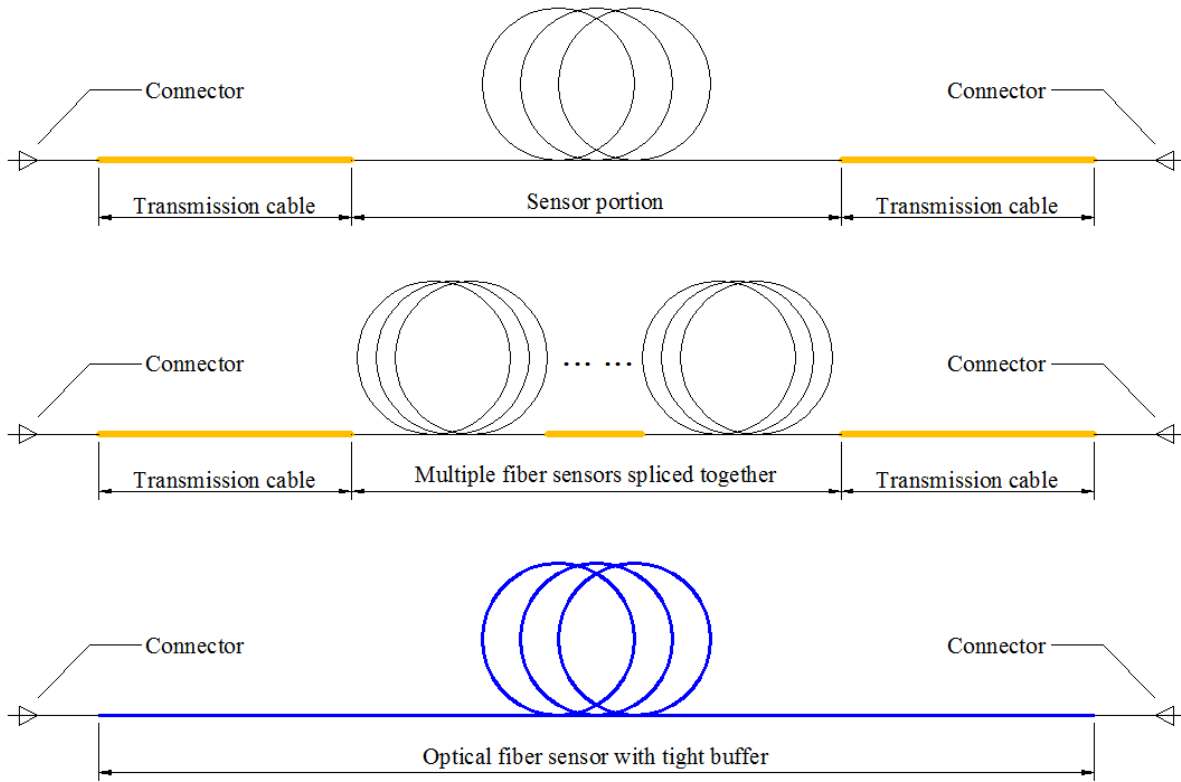 Connector
Connector
Transmission cable
Sensor portion
Transmission cable
Connector
... ...
Connector
Transmission cable
Multiple fiber sensors spliced together
Transmission cable
Connector
Connector
Optical fiber sensor with tight buffer